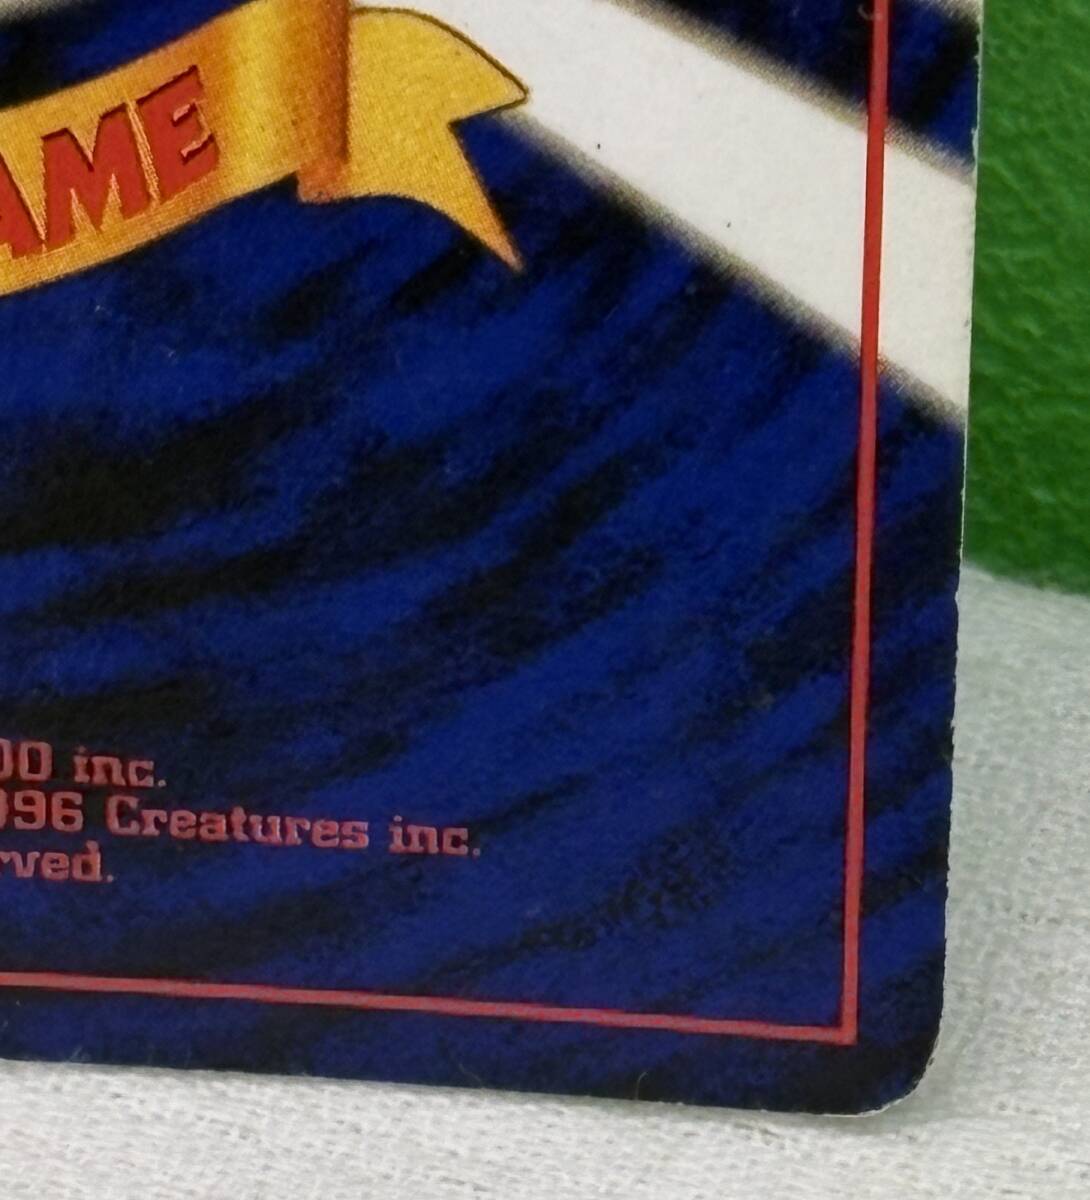 AME
00 inc.
996 Creatures inc.
rved.